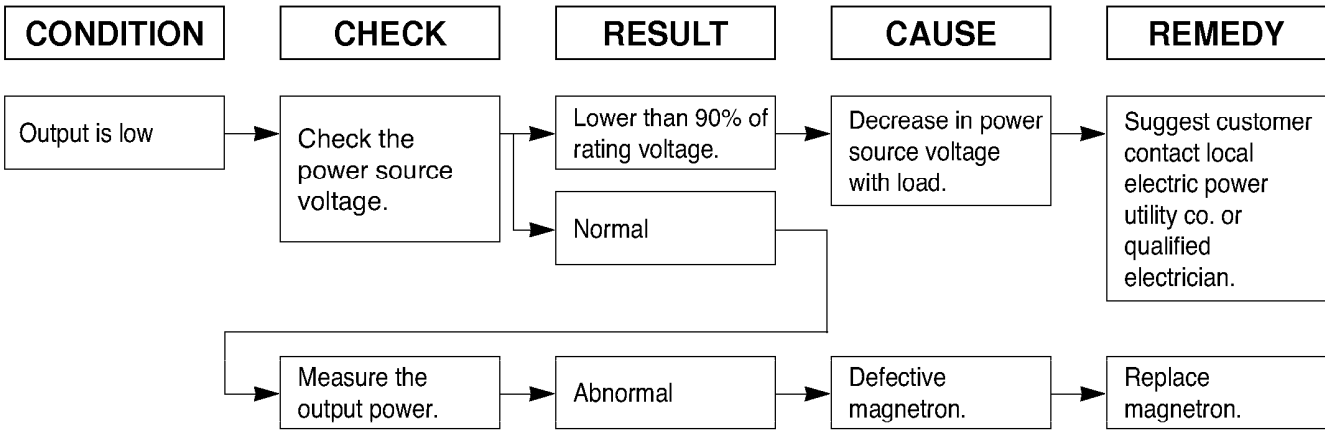 CONDITION
CHECK
RESULT
CAUSE
REMEDY
Output is low
Check the
power source
voltage.
Lower than 90% of
rating voltage.
Decrease in power
source voltage
with load.
Suggest customer
contact local
electric power
utility co. or
qualified
electrician.
Normal
Measure the
output power.
Abnormal
Defective
magnetron.
Replace
magnetron.